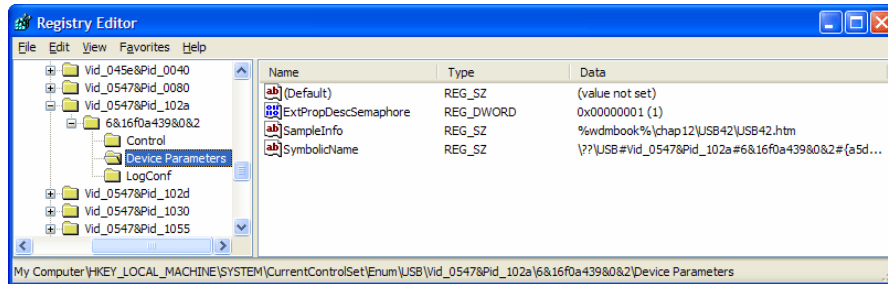 Registry Editor
File Edit View Favorites Help
Vid_045e&Pid_0040
Vid_0547&Pid_0080
Vid_0547&Pid_102a
6&16f0a439&0&2
Control
Device Parameters
LogConf
Vid_0547&Pid_102d
Vid_0547&Pid_1030
Vid_0547&Pid_1055
Name Type Data
(Default) REG_SZ (value not set)
ExtPropDescSemaphore REG_DWORD 0x00000001 (1)
SampleInfo REG_SZ %wdmbook%\chap12\USB42\USB42.htm
SymbolicName REG_SZ \??\USB#Vid_0547&Pid_102a#6&16f0a439&0&2#{a5d...
My Computer\HKEY_LOCAL_MACHINE\SYSTEM\CurrentControlSet\Enum\USB\Vid_0547&Pid_102a\6&16f0a439&0&2\Device Parameters